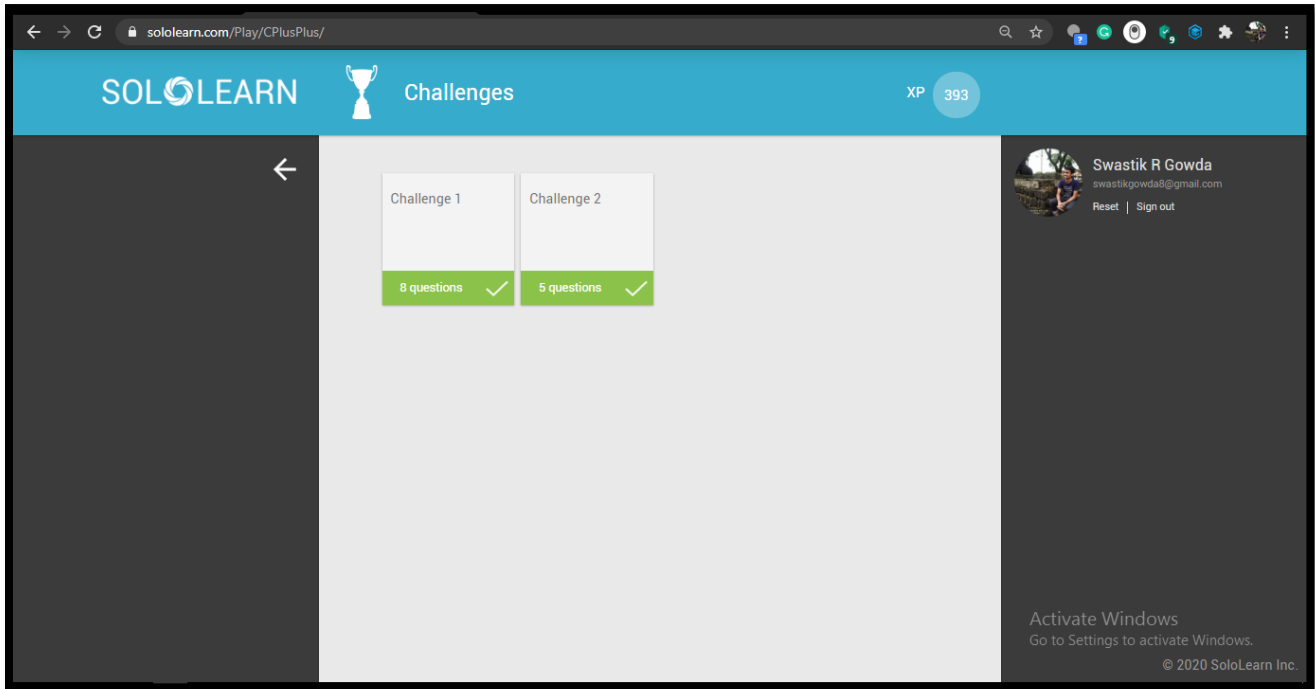 sololearn.com/Play/CPlusPlus/
SOLOLEARN
Challenges
XP 393
Challenge 1
8 questions
Challenge 2
5 questions
Swastik R Gowda
swastikgowda8@gmail.com
Reset | Sign out
Activate Windows
Go to Settings to activate Windows.
© 2020 SoloLearn Inc.
? G 9